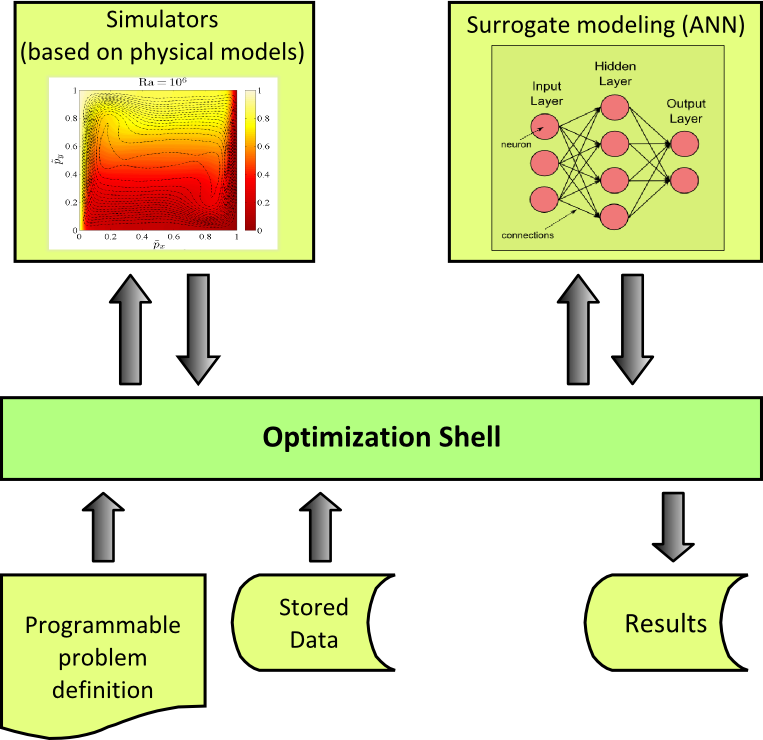 Simulators
(based on physical models)
Ra = 10⁶
1
0.8
0.6
0.4
0.2
0
p̃y
0
0.2
0.4
0.6
0.8
1
p̃x
1
0.8
0.6
0.4
0.2
0
Surrogate modeling (ANN)
Hidden
Layer
Input
Layer
Output
Layer
neuron
connections
Optimization Shell
Programmable
problem
definition
Stored
Data
Results